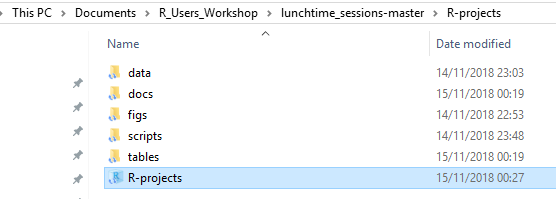 This PC > Documents > R_Users_Workshop > lunchtime_sessions-master > R-projects
Name Date modified
data 14/11/2018 23:03
docs 15/11/2018 00:19
figs 14/11/2018 22:53
scripts 14/11/2018 23:48
tables 15/11/2018 00:19
R-projects 15/11/2018 00:27